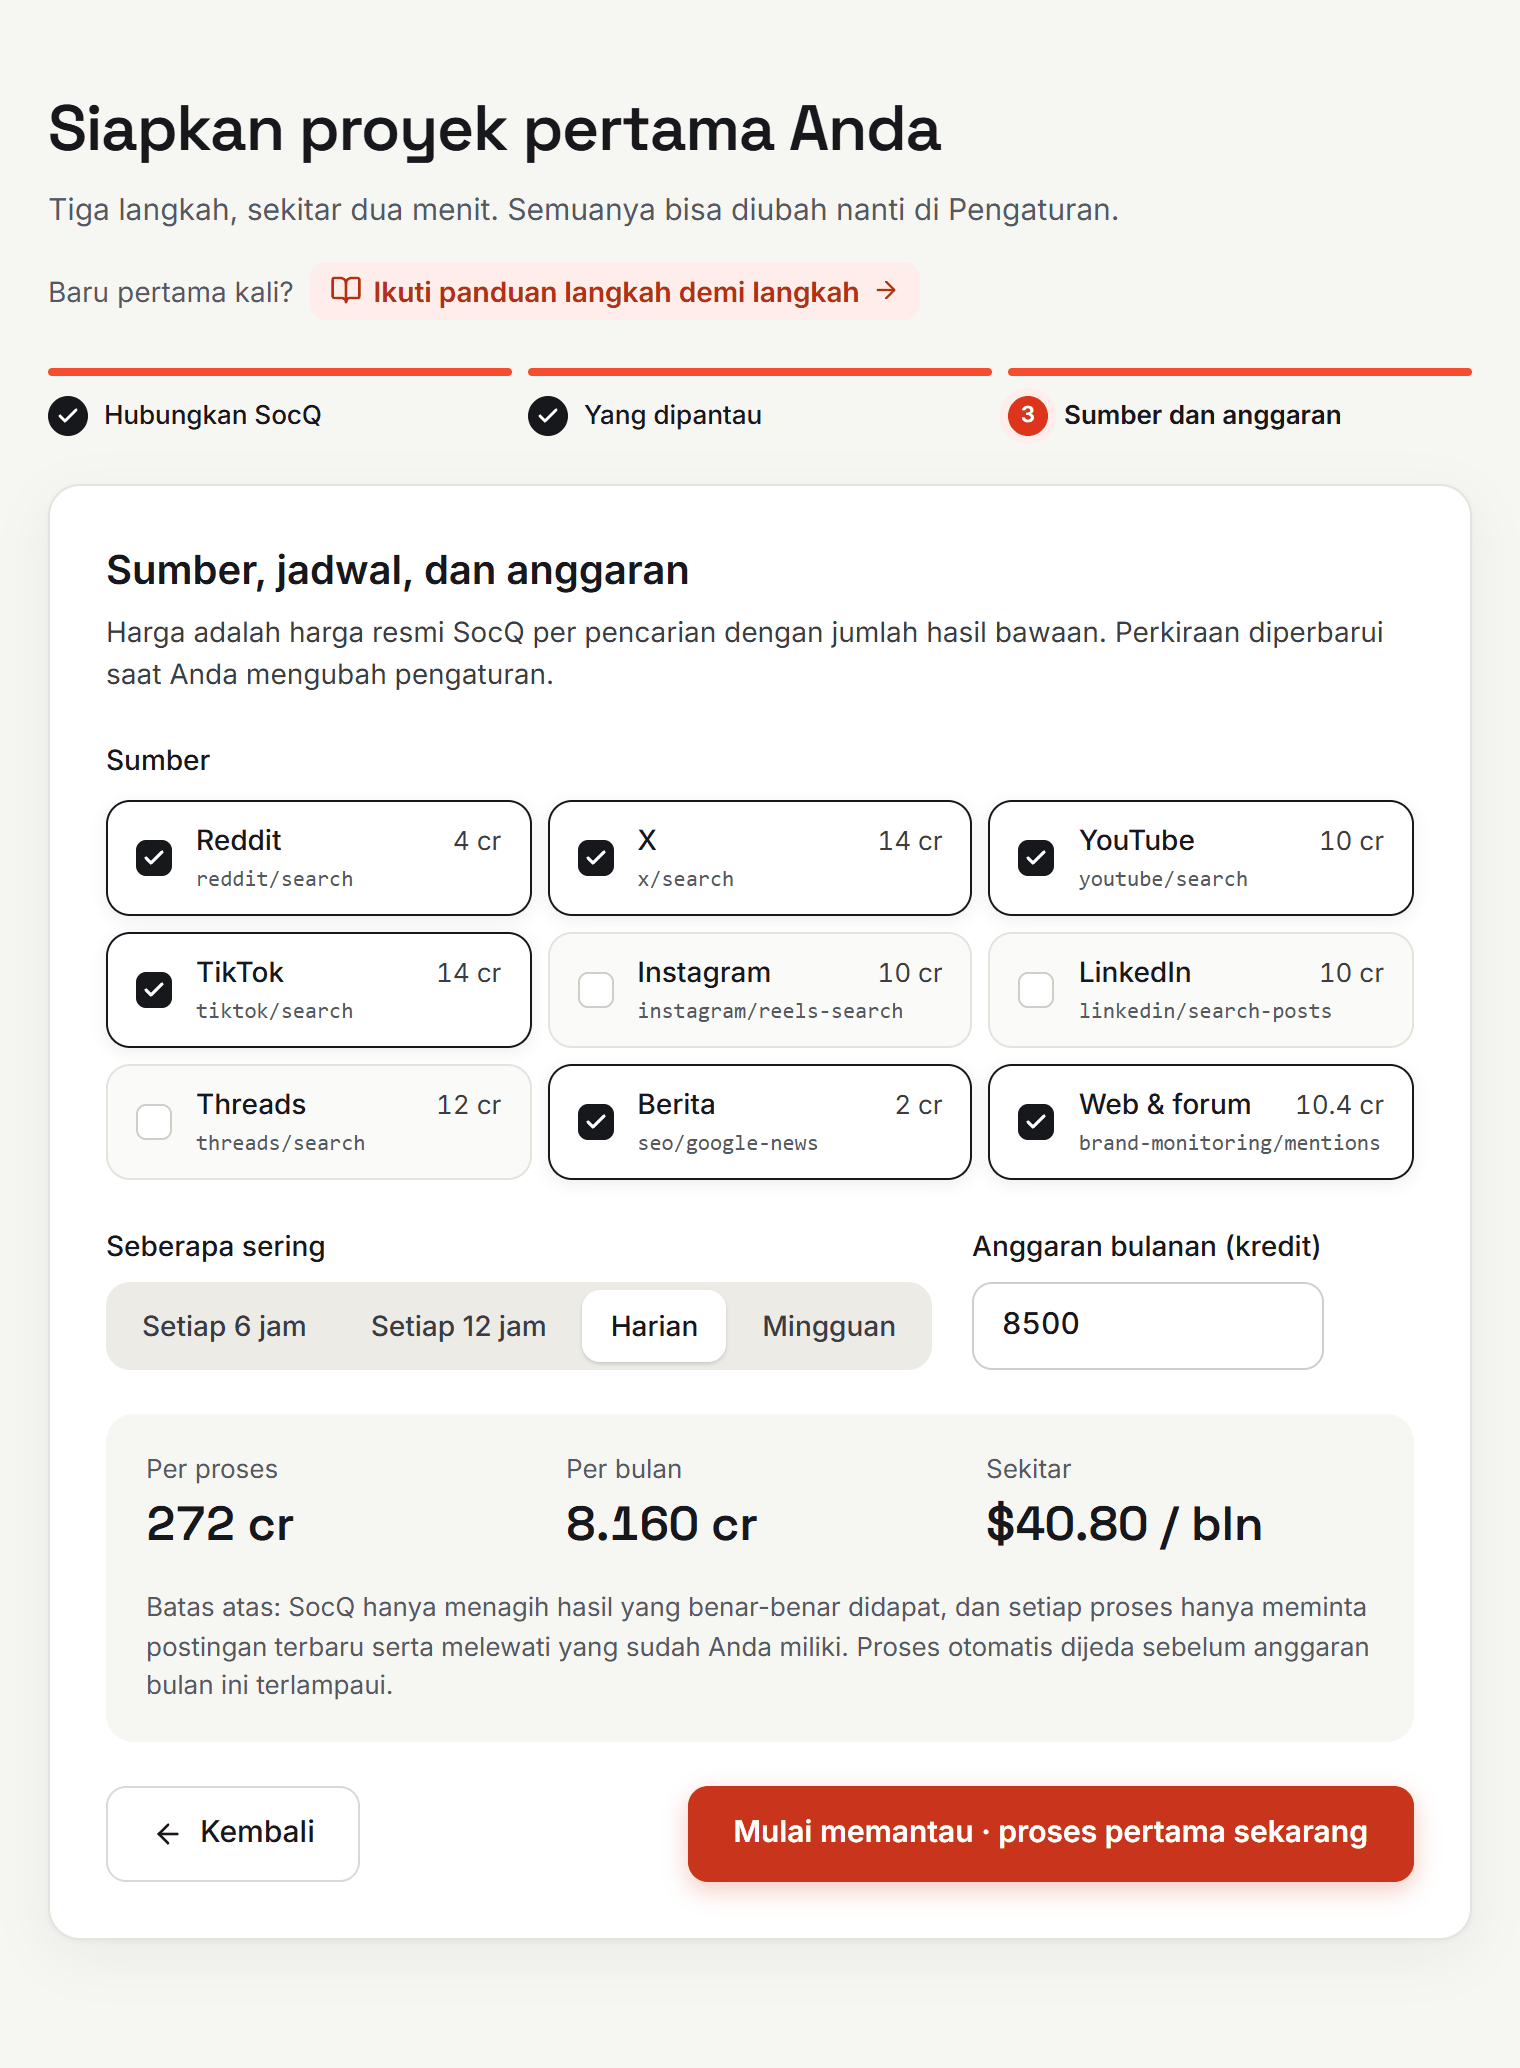 Siapkan proyek pertama Anda
Tiga langkah, sekitar dua menit. Semuanya bisa diubah nanti di Pengaturan.
Baru pertama kali? Ikuti panduan langkah demi langkah →
Hubungkan SocQ
Yang dipantau
3 Sumber dan anggaran
Sumber, jadwal, dan anggaran
Harga adalah harga resmi SocQ per pencarian dengan jumlah hasil bawaan. Perkiraan diperbarui
saat Anda mengubah pengaturan.
Sumber
Reddit 4 cr
reddit/search
X 14 cr
x/search
YouTube 10 cr
youtube/search
TikTok 14 cr
tiktok/search
Instagram 10 cr
instagram/reels-search
LinkedIn 10 cr
linkedin/search-posts
Threads 12 cr
threads/search
Berita 2 cr
seo/google-news
Web & forum 10.4 cr
brand-monitoring/mentions
Seberapa sering
Setiap 6 jam Setiap 12 jam Harian Mingguan
Anggaran bulanan (kredit)
8500
Per proses
272 cr
Per bulan
8.160 cr
Sekitar
$40.80 / bln
Batas atas: SocQ hanya menagih hasil yang benar-benar didapat, dan setiap proses hanya meminta
postingan terbaru serta melewati yang sudah Anda miliki. Proses otomatis dijeda sebelum anggaran
bulan ini terlampaui.
← Kembali
Mulai memantau · proses pertama sekarang